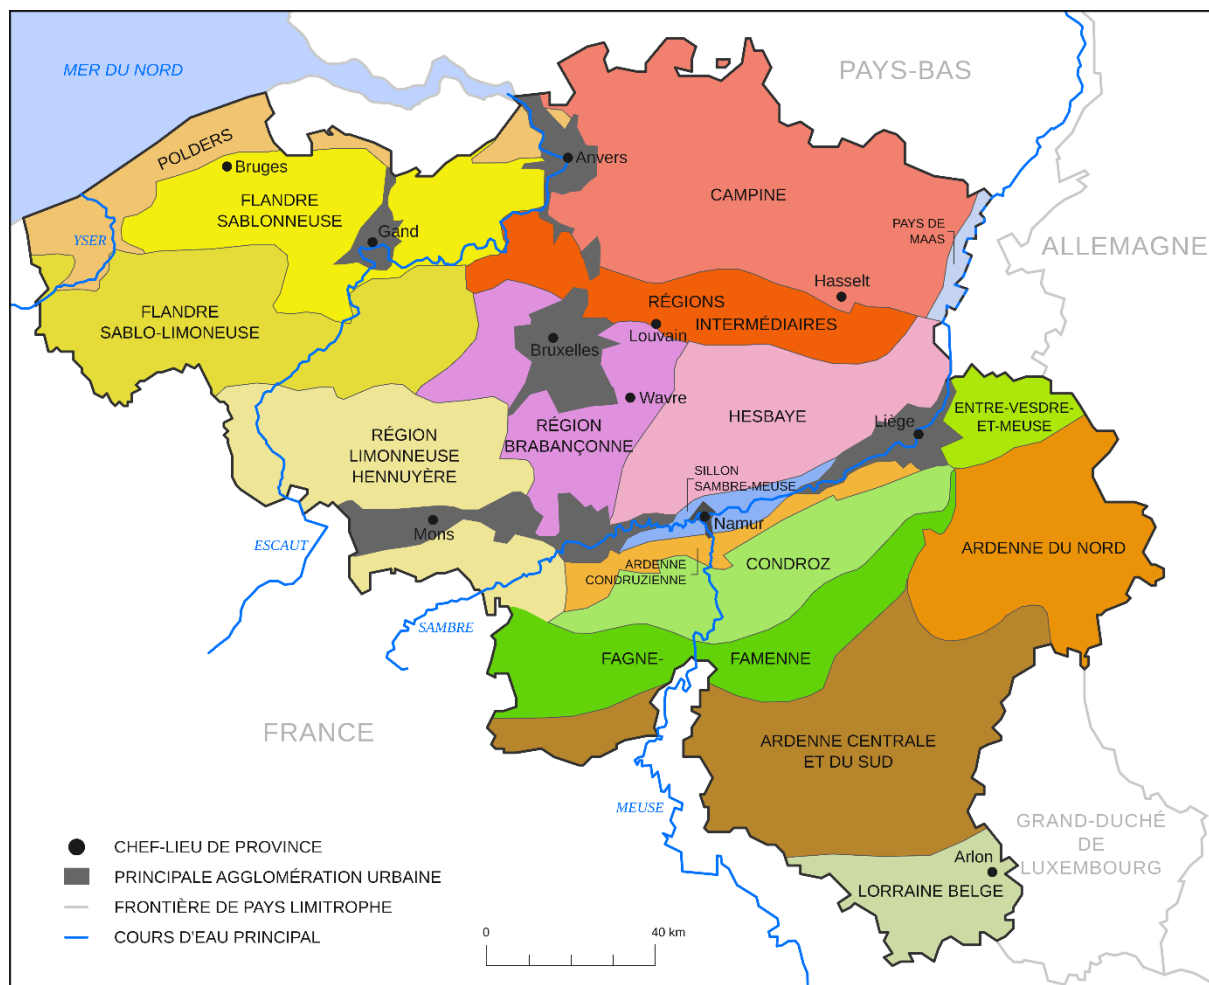 MER DU NORD
PAYS-BAS
POLDERS
Bruges
Anvers
FLANDRE
SABLONNEUSE
CAMPINE
Gand
YSER
PAYS DE
MAAS
ALLEMAGNE
Hasselt
FLANDRE
SABLO-LIMONEUSE
RÉGIONS
INTERMÉDIAIRES
Louvain
Bruxelles
Wavre
ENTRE-VESDRE-
ET-MEUSE
HESBAYE
Liège
RÉGION
BRABANÇONNE
RÉGION
LIMONNEUSE
HENNUYÈRE
SILLON
SAMBRE-MEUSE
Mons
Namur
ESCAUT
ARDENNE
CONDRUZIENNE
CONDROZ
ARDENNE DU NORD
SAMBRE
FAGNE-
FAMENNE
FRANCE
ARDENNE CENTRALE
ET DU SUD
MEUSE
GRAND-DUCHÉ
DE
LUXEMBOURG
Arlon
LORRAINE BELGE
CHEF-LIEU DE PROVINCE
PRINCIPALE AGGLOMÉRATION URBAINE
FRONTIÈRE DE PAYS LIMITROPHE
COURS D'EAU PRINCIPAL
0
40 km